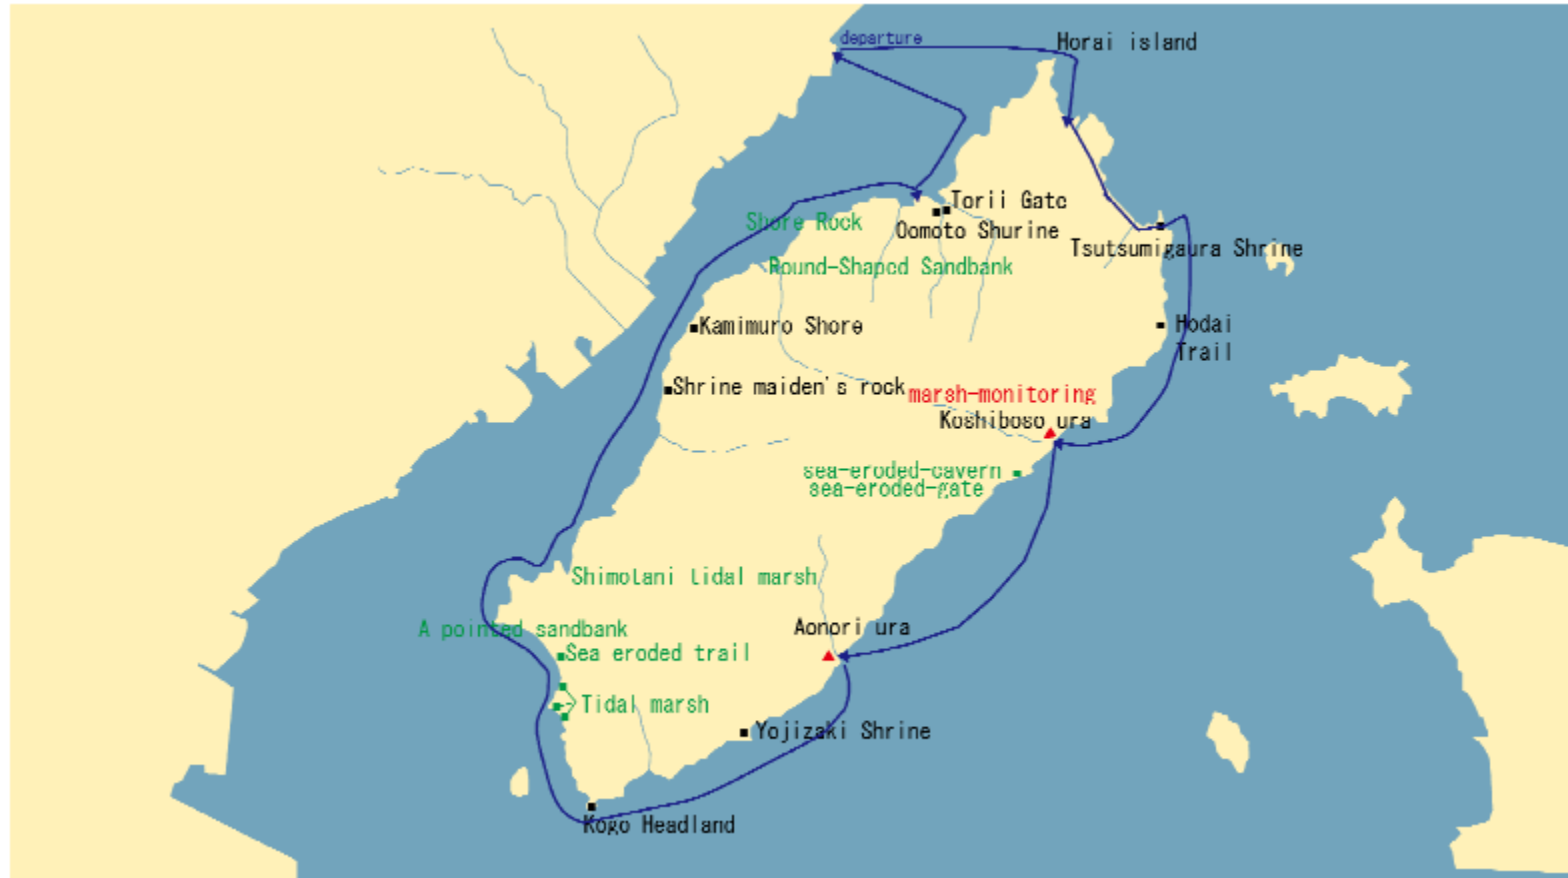 departure
Horai island
Torii Gate
Oomoto Shurine
Shore Rock
Tsutsumigaura Shrine
Round-Shaped Sandbank
Kamimuro Shore
Hodai
Trail
Shrine maiden's rock
marsh-monitoring
Koshiboso ura
sea-eroded-cavern
sea-eroded-gate
Shimotani tidal marsh
A pointed sandbank
Aonori ura
Sea eroded trail
Tidal marsh
Yojizaki Shrine
Kogo Headland